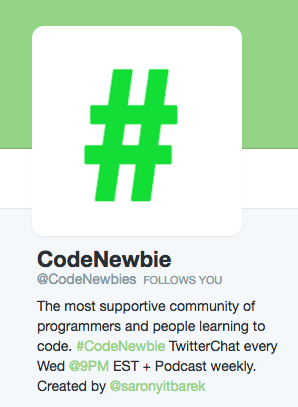 #
CodeNewbie
@CodeNewbies FOLLOWS YOU
The most supportive community of
programmers and people learning to
code. #CodeNewbie TwitterChat every
Wed @9PM EST + Podcast weekly.
Created by @saronyitbarek